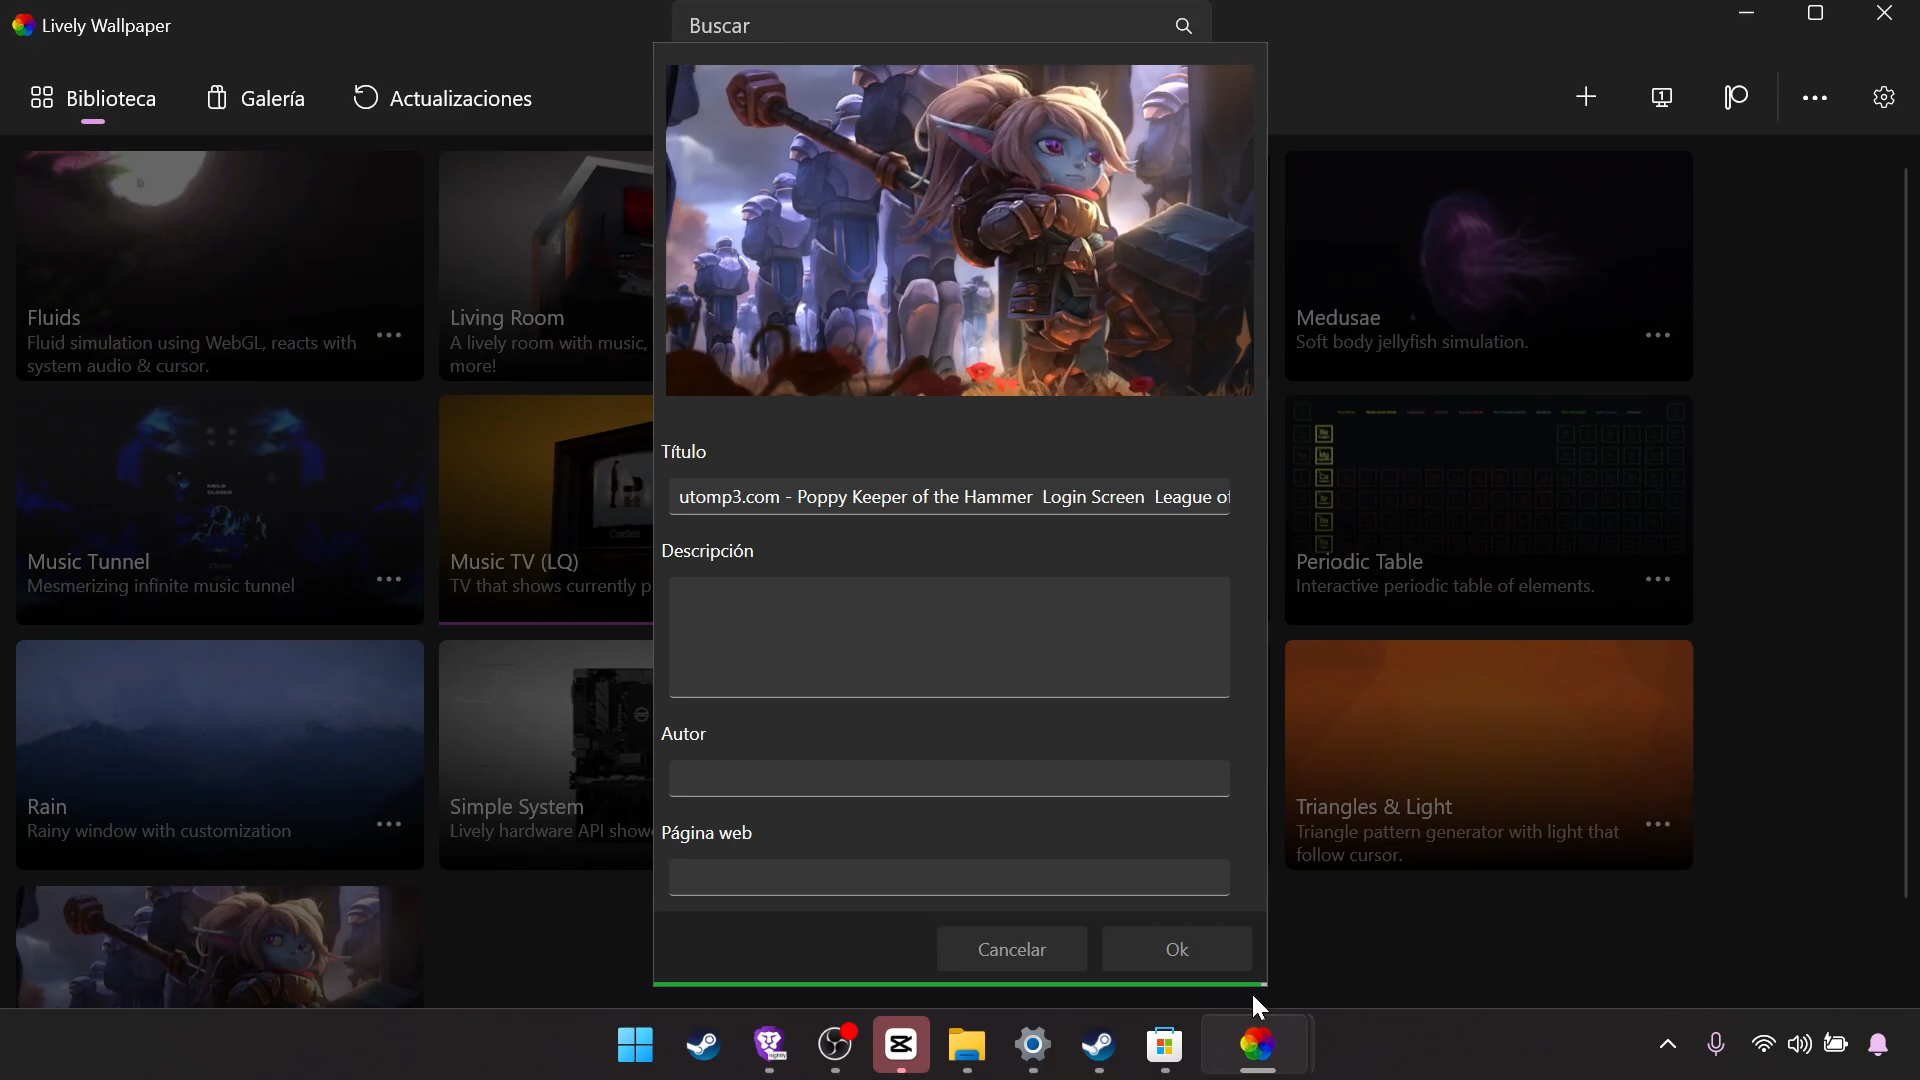 Lively Wallpaper
Buscar
Biblioteca
Galería
Actualizaciones
1
Fluids
Fluid simulation using WebGL, reacts with
system audio & cursor.
Living Room
A lively room with music,
more!
Medusae
Soft body jellyfish simulation.
Music Tunnel
Mesmerizing infinite music tunnel
Music TV (LQ)
TV that shows currently p
Periodic Table
Interactive periodic table of elements.
Rain
Rainy window with customization
Simple System
Lively hardware API show
Triangles & Light
Triangle pattern generator with light that
follow cursor.
Título
utomp3.com - Poppy Keeper of the Hammer  Login Screen  League of
Descripción
Autor
Página web
Cancelar
Ok
nightly